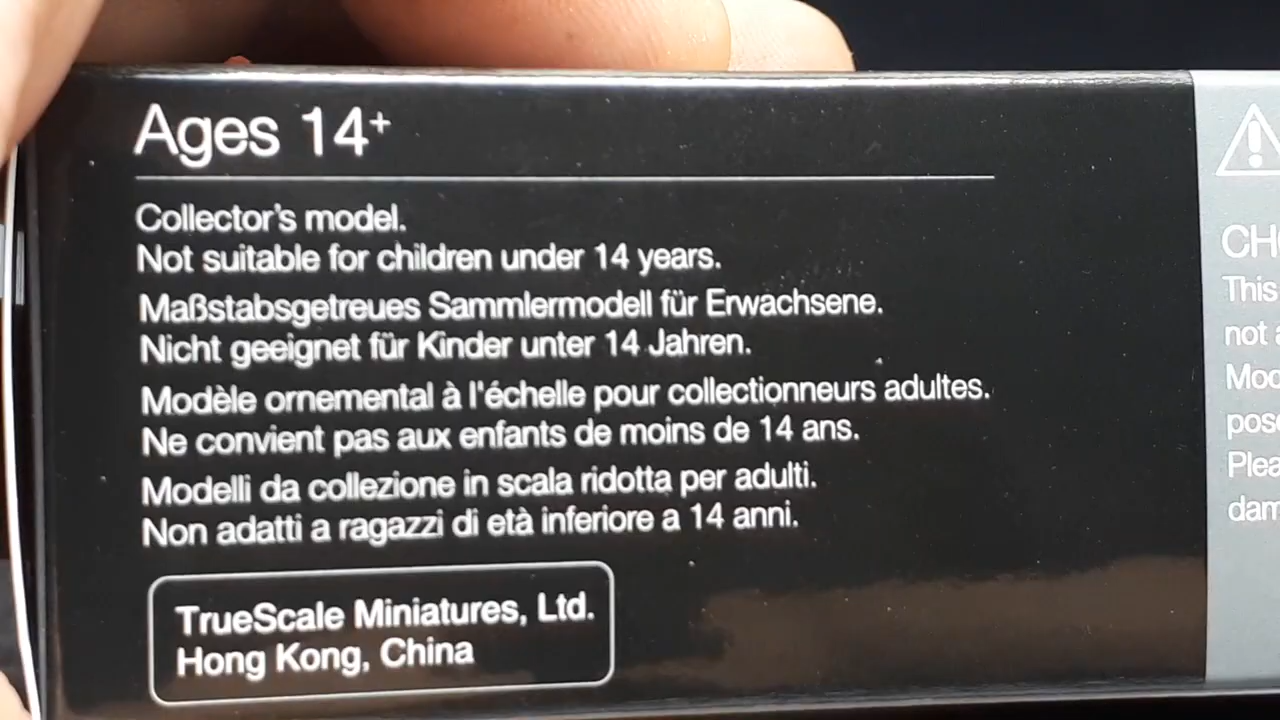 Ages 14+
Collector's model.
Not suitable for children under 14 years.
Maßstabsgetreues Sammlermodell für Erwachsene.
Nicht geeignet für Kinder unter 14 Jahren.
Modèle ornemental à l'échelle pour collectionneurs adultes.
Ne convient pas aux enfants de moins de 14 ans.
Modelli da collezione in scala ridotta per adulti.
Non adatti a ragazzi di età inferiore a 14 anni.
TrueScale Miniatures, Ltd.
Hong Kong, China
This
not